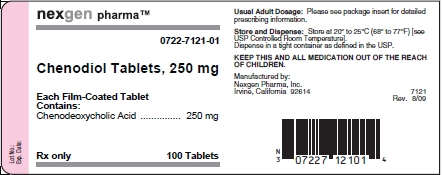 nexgen pharma™
0722-7121-01
Chenodiol Tablets, 250 mg
Each Film-Coated Tablet
Contains:
Chenodeoxycholic Acid ............... 250 mg
Rx only 100 Tablets
Lot No.:
Exp. Date:
Usual Adult Dosage: Please see package insert for detailed
prescribing information.
Store and Dispense: Store at 20° to 25°C (68° to 77°F) [see
USP Controlled Room Temperature].
Dispense in a tight container as defined in the USP.
KEEP THIS AND ALL MEDICATION OUT OF THE REACH
OF CHILDREN.
Manufactured by:
Nexgen Pharma, Inc.
Irvine, California 92614
7121
Rev. 8/09
N
3 07227 12101 4